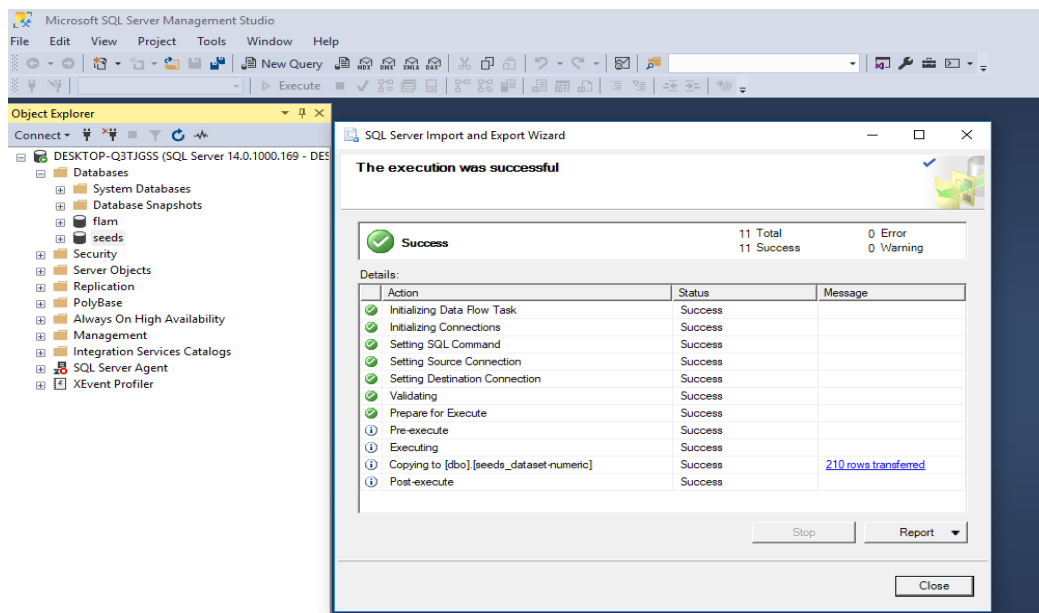 Microsoft SQL Server Management Studio
File Edit View Project Tools Window Help
New Query MDX DMX XMLA DAX
Execute
Object Explorer
Connect
DESKTOP-Q3TJGSS (SQL Server 14.0.1000.169 - DES
Databases
System Databases
Database Snapshots
flam
seeds
Security
Server Objects
Replication
PolyBase
Always On High Availability
Management
Integration Services Catalogs
SQL Server Agent
XEvent Profiler
SQL Server Import and Export Wizard
The execution was successful
Success 11 Total 0 Error
11 Success 0 Warning
Details:
Action Status Message
Initializing Data Flow Task Success
Initializing Connections Success
Setting SQL Command Success
Setting Source Connection Success
Setting Destination Connection Success
Validating Success
Prepare for Execute Success
Pre-execute Success
Executing Success
Copying to [dbo].[seeds_dataset-numeric] Success 210 rows transferred
Post-execute Success
Stop Report
Close